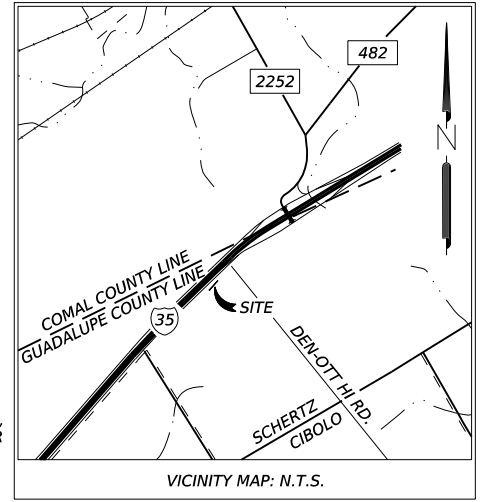 482
2252
N
COMAL COUNTY LINE
GUADALUPE COUNTY LINE
SITE
35
DEN-OTT HI RD.
SCHERTZ
CIBOLO
VICINITY MAP: N.T.S.